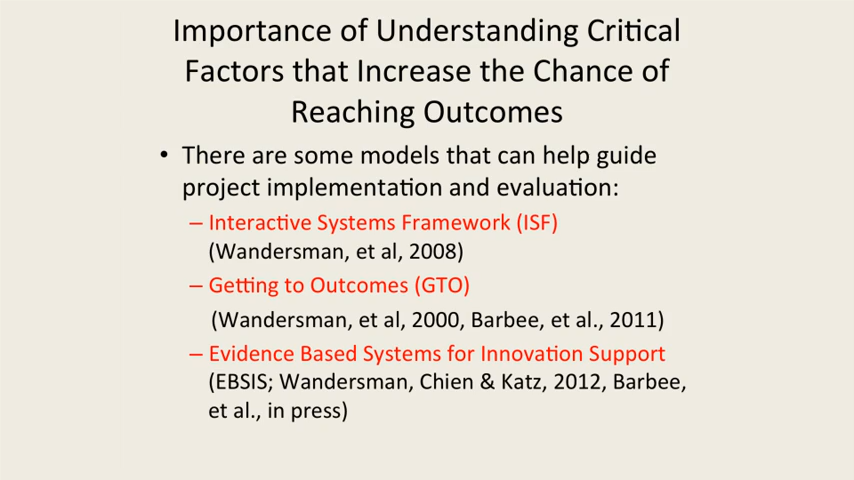 Importance of Understanding Critical
Factors that Increase the Chance of
Reaching Outcomes
• There are some models that can help guide
project implementation and evaluation:
– Interactive Systems Framework (ISF)
(Wandersman, et al, 2008)
– Getting to Outcomes (GTO)
(Wandersman, et al, 2000, Barbee, et al., 2011)
– Evidence Based Systems for Innovation Support
(EBSIS; Wandersman, Chien & Katz, 2012, Barbee,
et al., in press)